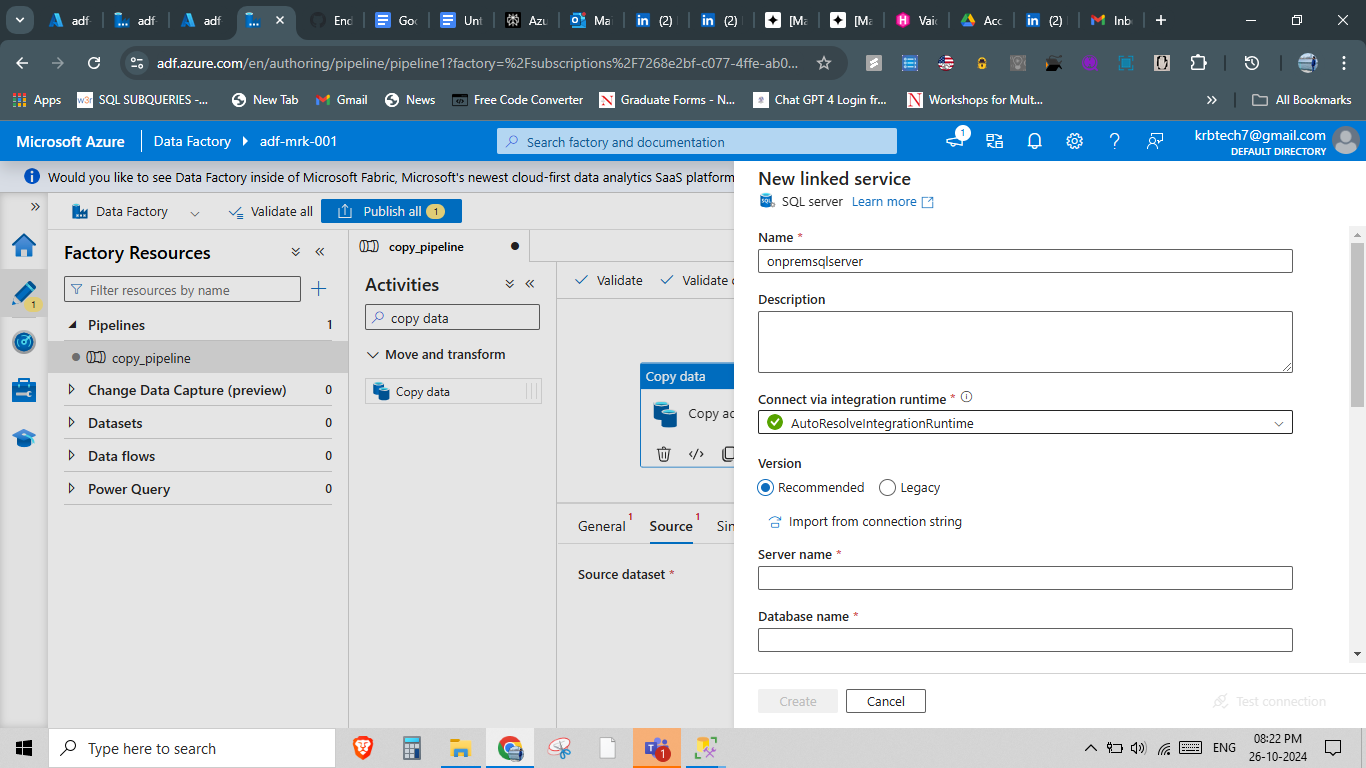 adf-
adf-
adf
End
Goo
Unt
Azu
Ma
(2)
(2)
[Ma
[Ma
Vaic
Acc
(2)
Inb
adf.azure.com/en/authoring/pipeline/pipeline1?factory=%2Fsubscriptions%2F7268e2bf-c077-4ffe-ab0...
Apps
w3r SQL SUBQUERIES -...
New Tab
Gmail
News
Free Code Converter
N Graduate Forms - N...
Chat GPT 4 Login fr...
N Workshops for Mult...
»
All Bookmarks
Microsoft Azure
Data Factory
adf-mrk-001
Search factory and documentation
1
krbtech7@gmail.com
DEFAULT DIRECTORY
Would you like to see Data Factory inside of Microsoft Fabric, Microsoft's newest cloud-first data analytics SaaS platform
Data Factory
Validate all
Publish all 1
Factory Resources
Filter resources by name
1
Pipelines 1
copy_pipeline
Change Data Capture (preview) 0
Datasets 0
Data flows 0
Power Query 0
copy_pipeline
Activities
copy data
Move and transform
Copy data
Validate
Validate c
Copy data
Copy ac
General 1
Source 1
Sin
Source dataset *
New linked service
SQL server Learn more
Name *
onpremsqlserver
Description
Connect via integration runtime *
AutoResolveIntegrationRuntime
Version
Recommended
Legacy
Import from connection string
Server name *
Database name *
Create
Cancel
Test connection
Type here to search
1
ENG
08:22 PM
26-10-2024